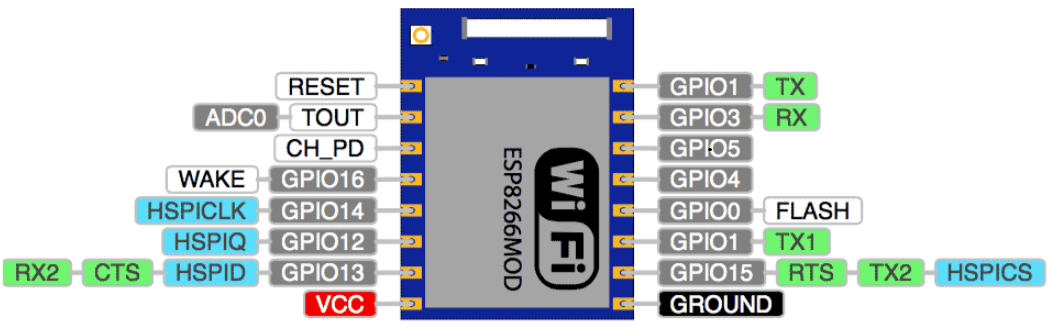 RESET GPIO1 TX
ADC0 TOUT GPIO3 RX
CH_PD GPIO5
WAKE GPIO16 GPIO4
HSPICLK GPIO14 GPIO0 FLASH
HSPIQ GPIO12 GPIO1 TX1
RX2 CTS HSPID GPIO13 GPIO15 RTS TX2 HSPICS
VCC GROUND
ESP8266MOD
Wi Fi